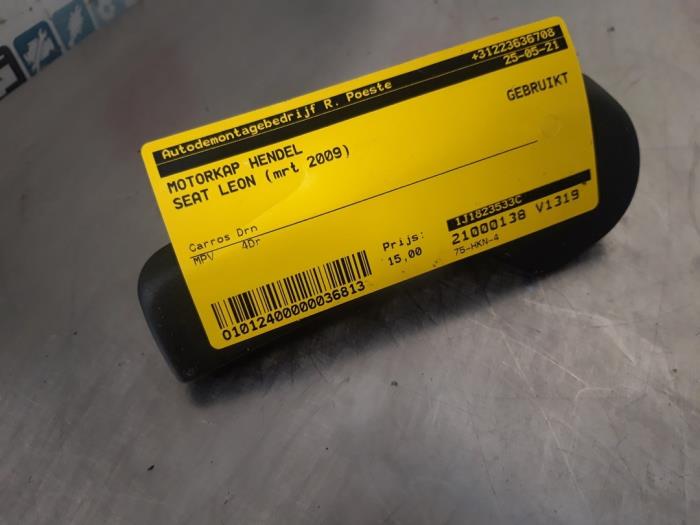 Autodemontagebedrijf R. Poeste +31223636708
25-05-21
GEBRUIKT
MOTORKAP HENDEL
SEAT LEON (mrt 2009)
Carros Drn
MPV 4Dr
Prijs:
15,00
1J1823533C
21000138 V1319
75-HKN-4
01012400000036813